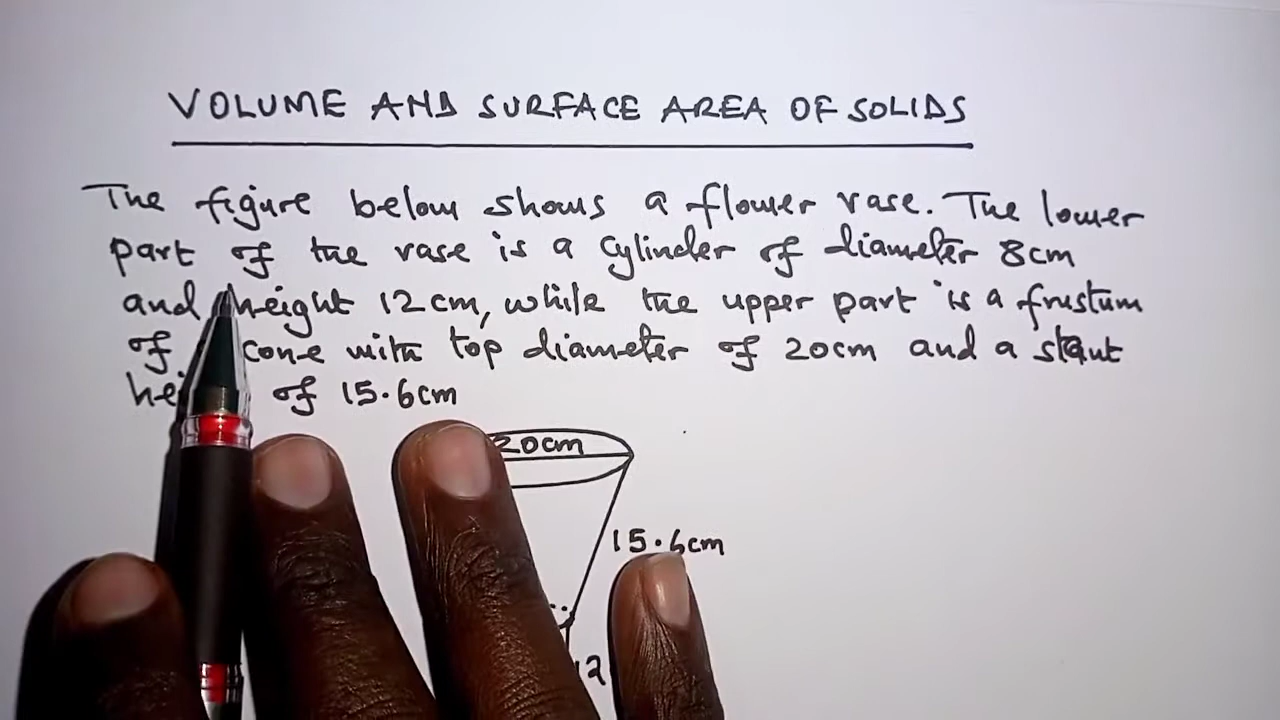 VOLUME AND SURFACE AREA OF SOLIDS
The figure below shows a flower vase. The lower
part of the vase is a cylinder of diameter 8cm
and height 12cm, while the upper part is a frustum
of cone with top diameter of 20cm and a slant
of 15.6cm
20cm
15.6cm